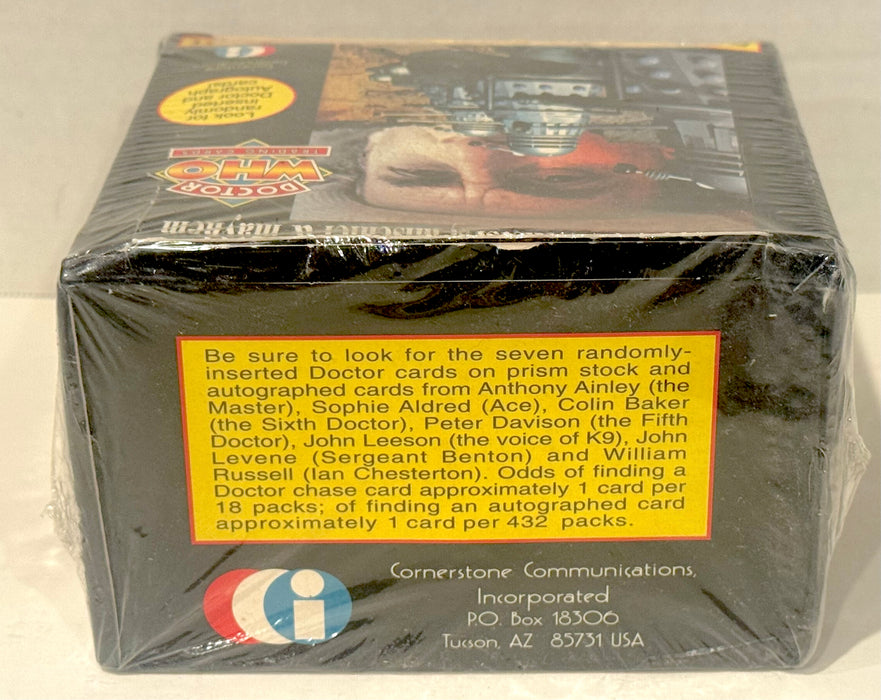 Look for
randomly
inserted
Doctor and
Autograph
cards!
DOCTOR
WHO
TRADING CARDS
mayhem
Be sure to look for the seven randomly-
inserted Doctor cards on prism stock and
autographed cards from Anthony Ainley (the
Master), Sophie Aldred (Ace), Colin Baker
(the Sixth Doctor), Peter Davison (the Fifth
Doctor), John Leeson (the voice of K9), John
Levene (Sergeant Benton) and William
Russell (Ian Chesterton). Odds of finding a
Doctor chase card approximately 1 card per
18 packs; of finding an autographed card
approximately 1 card per 432 packs.
i
Cornerstone Communications,
Incorporated
P.O. Box 18306
Tucson, AZ 85731 USA